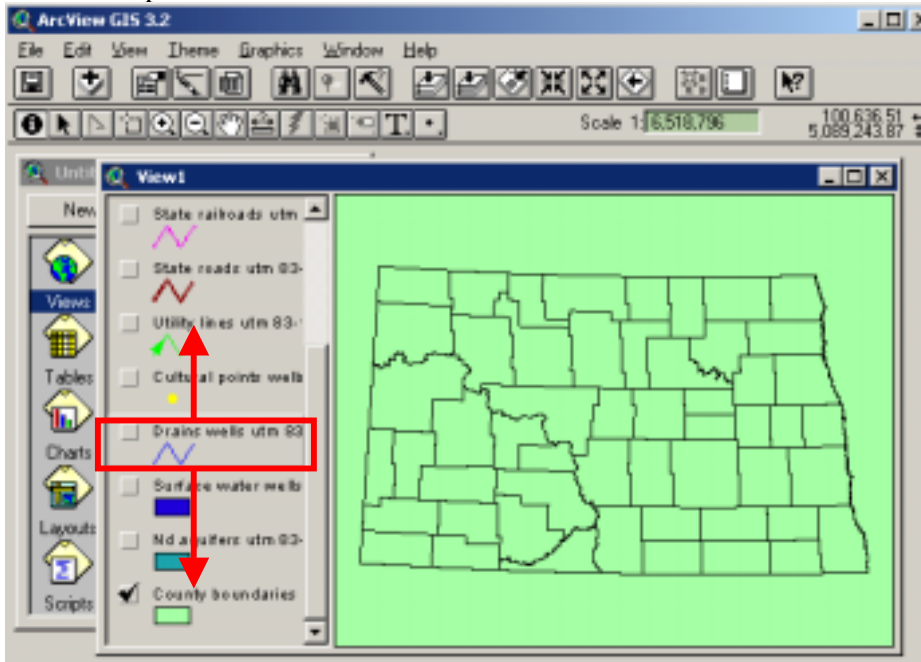 ArcView GIS 3.2
File Edit View Theme Graphics Window Help
Scale 1: 6,518,796
100,636.51
5,089,243.87
View1
New
Views
Tables
Charts
Layouts
Scripts
State railroads utm
State roads utm 83-
Utility lines utm 83-
Cultural points wells
Drains wells utm 83
Surface water wells
Nd aquifers utm 83-
County boundaries